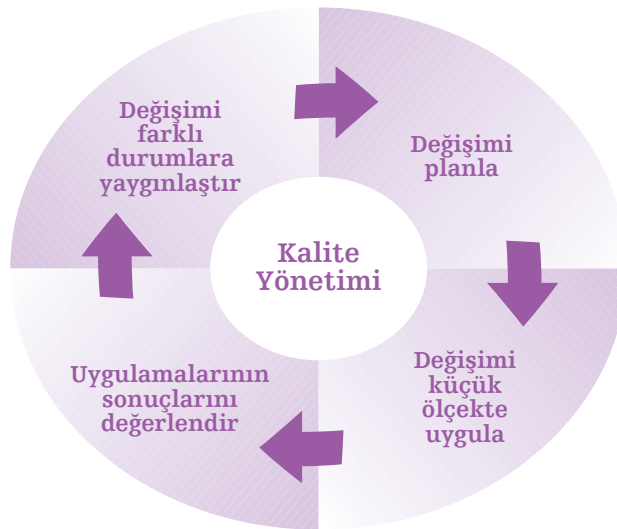 Değişimi
farklı
durumlara
yaygınlaştır
Değişimi
planla
Kalite
Yönetimi
Uygulamalarının
sonuçlarını
değerlendir
Değişimi
küçük
ölçekte
uygula